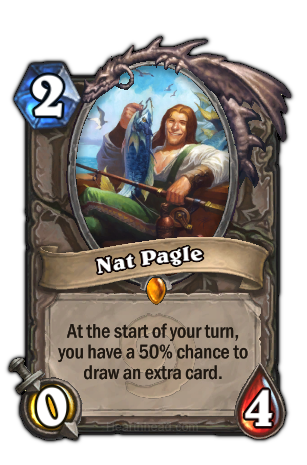 2
Nat Pagle
At the start of your turn,
you have a 50% chance to
draw an extra card.
0
4